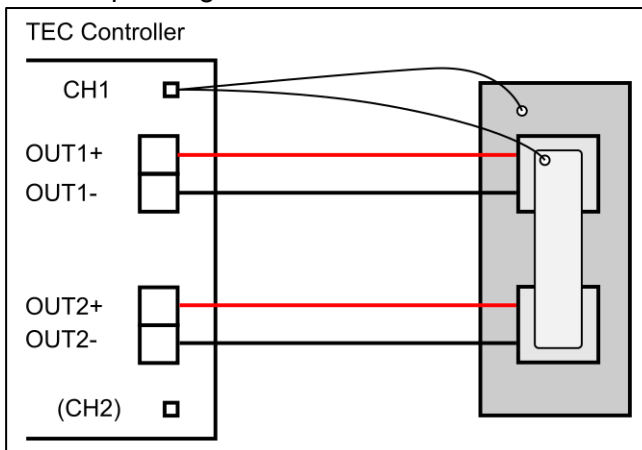 TEC Controller
CH1
OUT1+
OUT1-
OUT2+
OUT2-
(CH2)